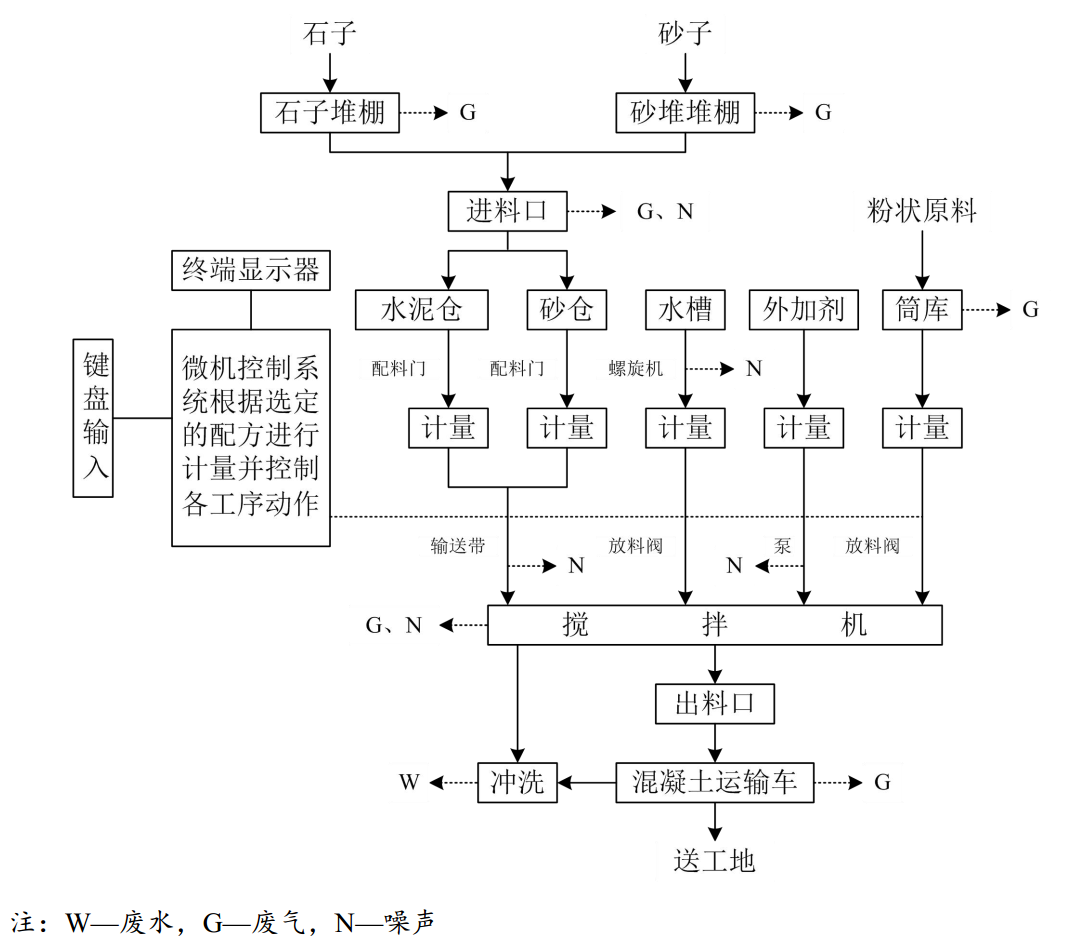 石子
砂子
石子堆棚
G
砂堆堆棚
G
进料口
G、N
粉状原料
终端显示器
水泥仓
砂仓
水槽
外加剂
筒库
G
键盘输入
微机控制系
统根据选定
的配方进行
计量并控制
各工序动作
配料门
配料门
螺旋机
N
计量
计量
计量
计量
计量
输送带
N
放料阀
泵
N
放料阀
G、N
搅拌机
出料口
W
冲洗
混凝土运输车
G
送工地
注：W—废水，G—废气，N—噪声